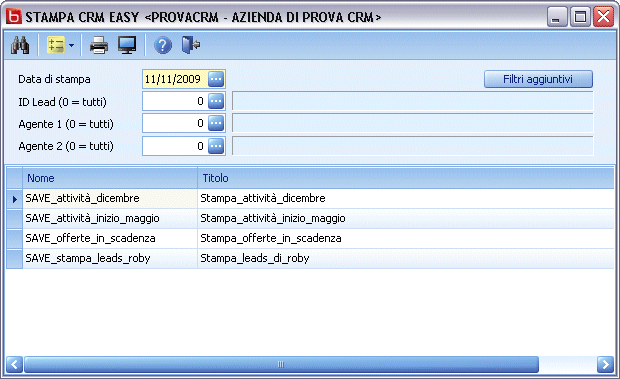 STAMPA CRM EASY <PROVACRM - AZIENDA DI PROVA CRM>
Data di stampa 11/11/2009 ... Filtri aggiuntivi
ID Lead (0 = tutti) 0 ...
Agente 1 (0 = tutti) 0 ...
Agente 2 (0 = tutti) 0 ...
Nome Titolo
SAVE_attività_dicembre Stampa_attività_dicembre
SAVE_attività_inizio_maggio Stampa_attività_inizio_maggio
SAVE_offerte_in_scadenza Stampa_offerte_in_scadenza
SAVE_stampa_leads_roby Stampa_leads_di_roby